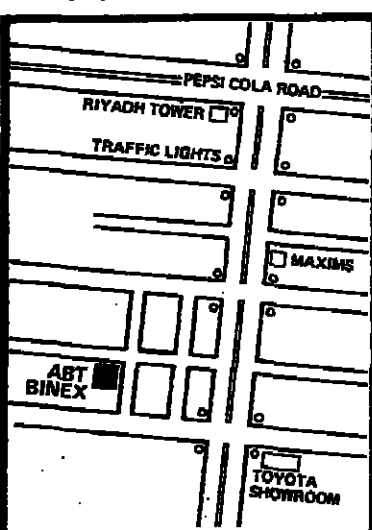 PEPSI COLA ROAD
RIYADH TOWER
TRAFFIC LIGHTS
MAXIMS
ABT
BINEX
TOYOTA
SHOWROOM